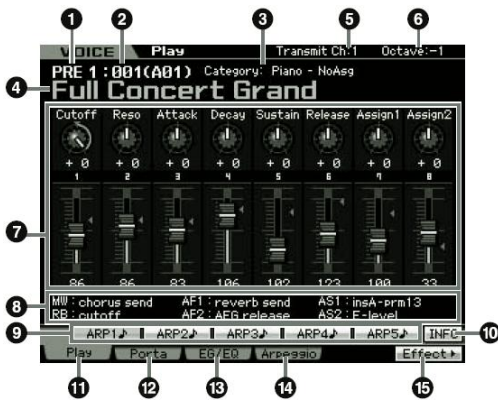 1 2 3 5 6
VOICE Play Transmit Ch:1 Octave:-1
PRE 1:001(A01) Category: Piano - NoAsg
4 Full Concert Grand
Cutoff Reso Attack Decay Sustain Release Assign1 Assign2
+ 0 + 0 + 0 + 0 + 0 + 0 + 0 + 0
1 2 3 4 5 6 7 8
7
86 86 83 106 102 123 100 33
8 MW : chorus send AF1 : reverb send AS1 : insA-prm13
RB : cutoff AF2 : AEG release AS2 : E-level
9 ARP1♪ ARP2♪ ARP3♪ ARP4♪ ARP5♪ INFO 10
Play Porta EG/EQ Arpeggio Effect
11 12 13 14 15